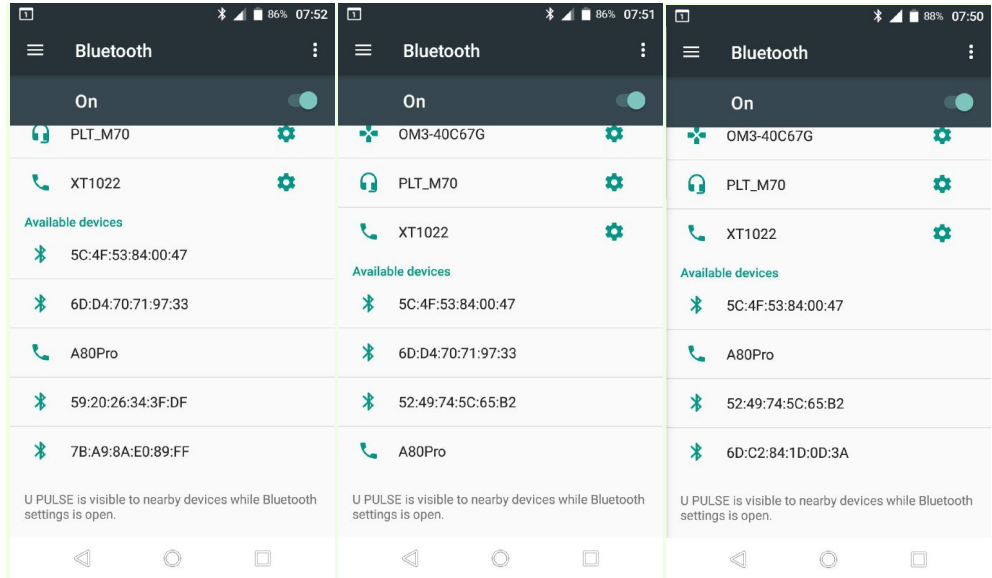 1
86% 07:52
Bluetooth
On
PLT_M70
XT1022
Available devices
5C:4F:53:84:00:47
6D:D4:70:71:97:33
A80Pro
59:20:26:34:3F:DF
7B:A9:8A:E0:89:FF
U PULSE is visible to nearby devices while Bluetooth
settings is open.
1
86% 07:51
Bluetooth
On
OM3-40C67G
PLT_M70
XT1022
Available devices
5C:4F:53:84:00:47
6D:D4:70:71:97:33
52:49:74:5C:65:B2
A80Pro
U PULSE is visible to nearby devices while Bluetooth
settings is open.
1
88% 07:50
Bluetooth
On
OM3-40C67G
PLT_M70
XT1022
Available devices
5C:4F:53:84:00:47
A80Pro
52:49:74:5C:65:B2
6D:C2:84:1D:0D:3A
U PULSE is visible to nearby devices while Bluetooth
settings is open.